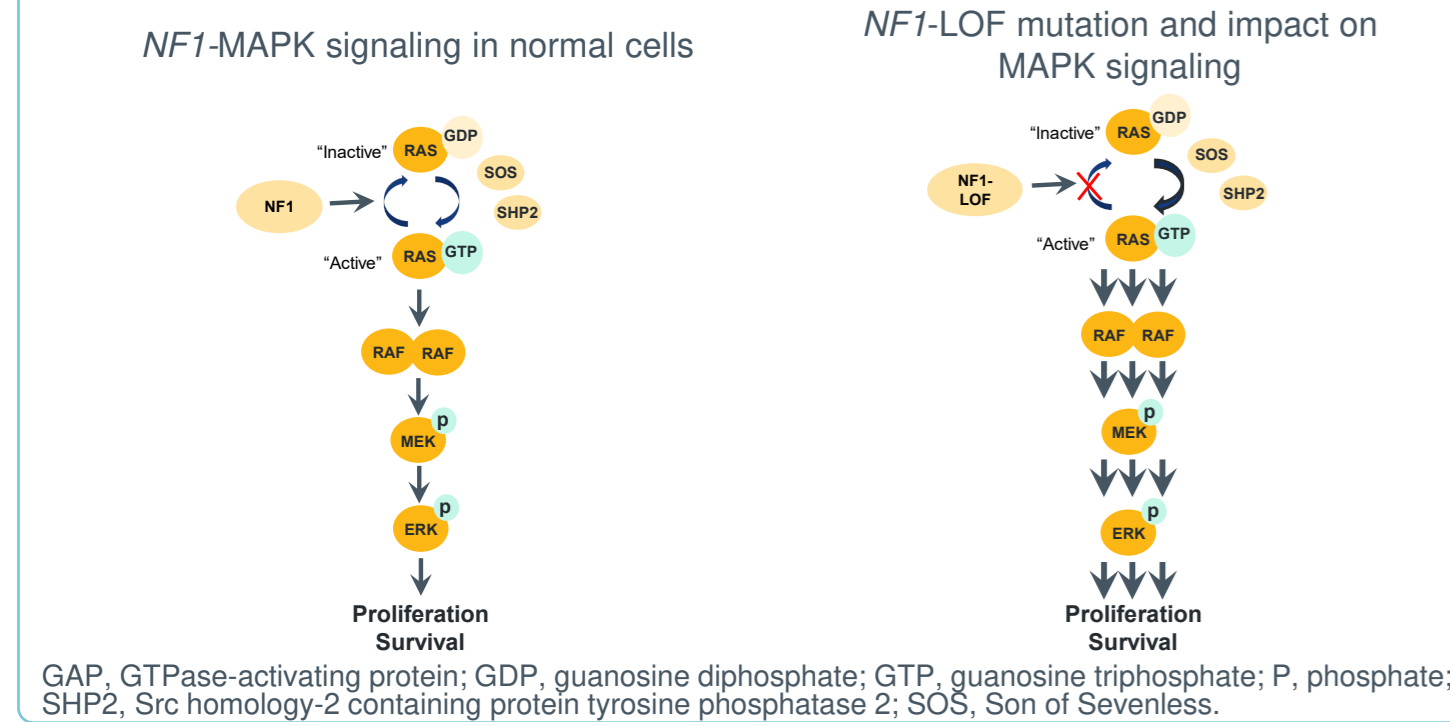 NF1-MAPK signaling in normal cells
GDP
"Inactive"
RAS
SOS
NF1
SHP2
"Active"
RAS
GTP
RAF
RAF
p
MEK
p
ERK
Proliferation
Survival
NF1-LOF mutation and impact on
MAPK signaling
GDP
"Inactive"
RAS
SOS
NF1-
LOF
SHP2
"Active"
RAS
GTP
RAF
RAF
p
MEK
p
ERK
Proliferation
Survival
GAP, GTPase-activating protein; GDP, guanosine diphosphate; GTP, guanosine triphosphate; P, phosphate;
SHP2, Src homology-2 containing protein tyrosine phosphatase 2; SOS, Son of Sevenless.